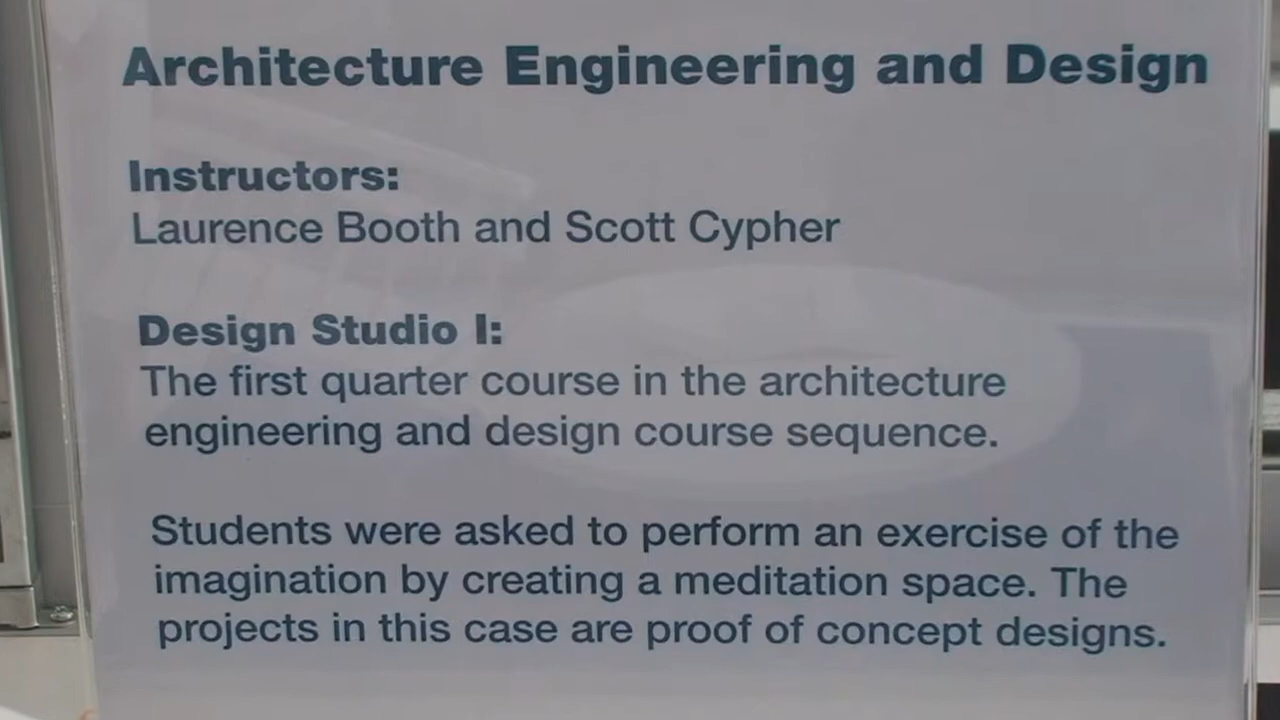 Architecture Engineering and Design
Instructors:
Laurence Booth and Scott Cypher
Design Studio I:
The first quarter course in the architecture
engineering and design course sequence.
Students were asked to perform an exercise of the
imagination by creating a meditation space. The
projects in this case are proof of concept designs.